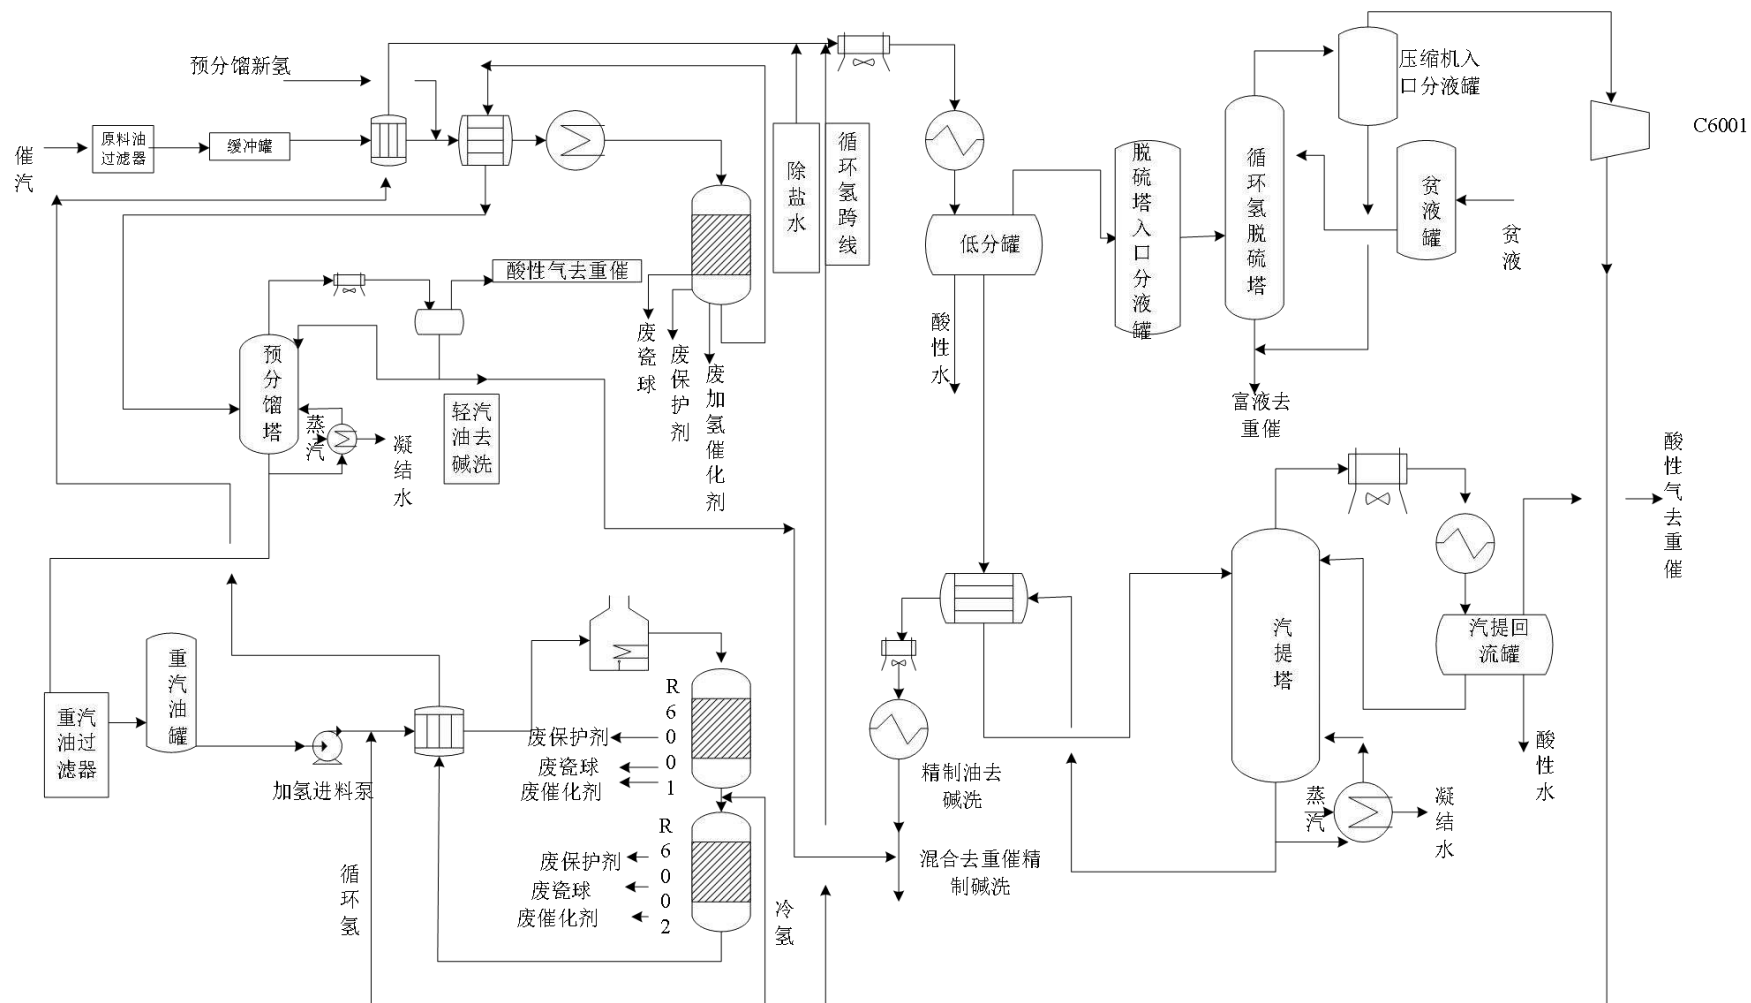 预分馏新氢
催汽
原料油
过滤器
缓冲罐
除盐水
循环氢跨线
低分罐
脱硫塔入口分液罐
循环氢脱硫塔
压缩机入
口分液罐
C6001
贫液罐
贫液
酸性气去重催
预分馏塔
蒸汽
凝结水
轻汽
油去
碱洗
废瓷球
废保护剂
废加氢催化剂
酸性水
富液去
重催
酸性气去重催
汽提塔
汽提回
流罐
酸性水
蒸汽
凝结水
重汽
油过
滤器
重汽油罐
加氢进料泵
循环氢
R6001
废保护剂
废瓷球
废催化剂
R6002
废保护剂
废瓷球
废催化剂
冷氢
精制油去
碱洗
混合去重催精
制碱洗